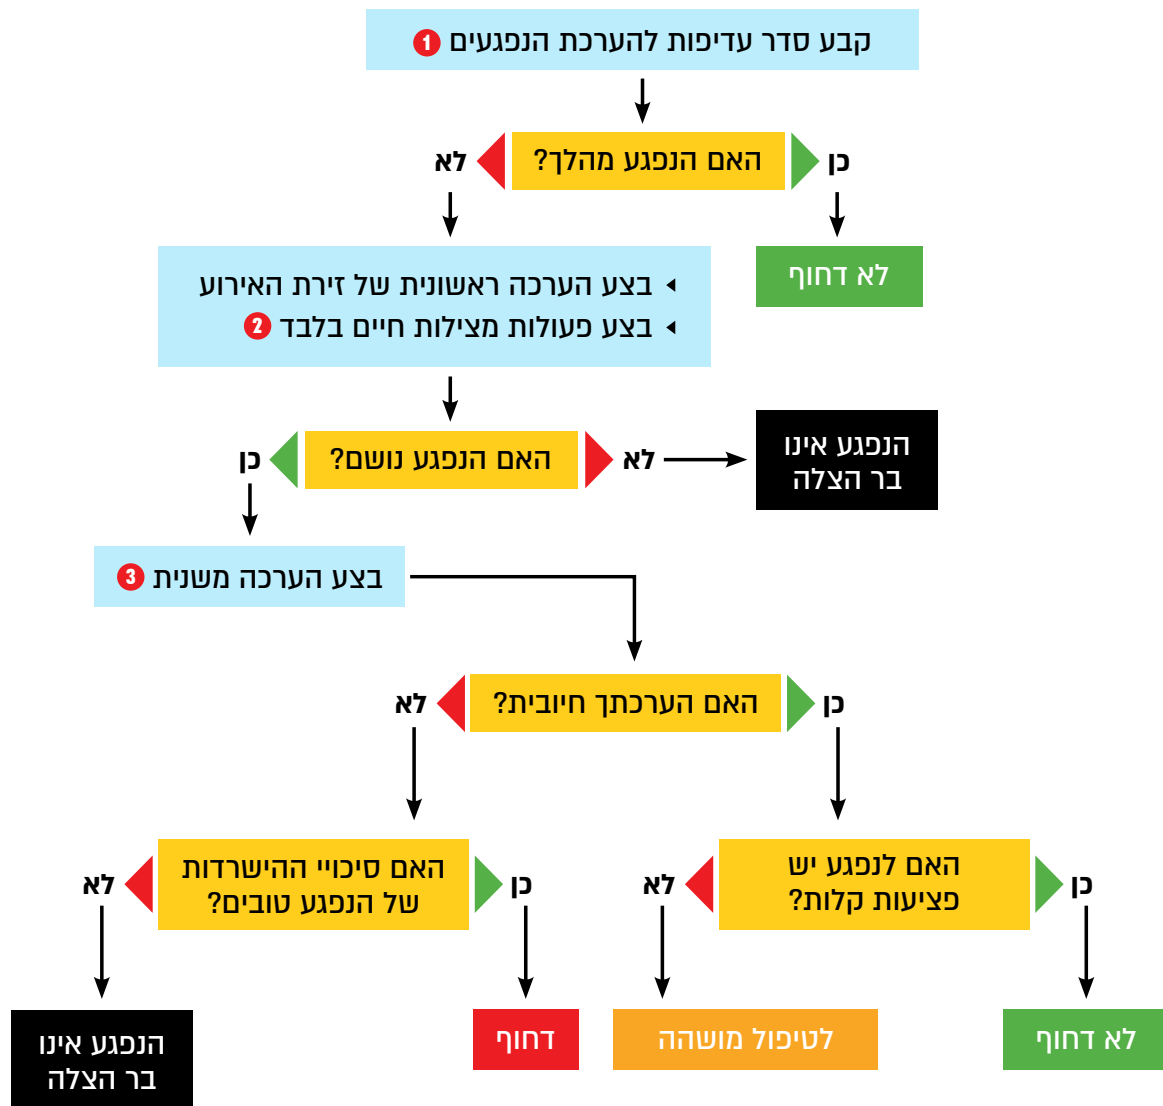 קבע סדר עדיפות להערכת הנפגעים 1
האם הנפגע מהלך?
כן
לא
לא דחוף
בצע הערכה ראשונית של זירת האירוע
בצע פעולות מצילות חיים בלבד 2
האם הנפגע נושם?
לא
כן
הנפגע אינו
בר הצלה
בצע הערכה משנית 3
האם הערכתך חיובית?
כן
לא
האם לנפגע יש
פציעות קלות?
כן
לא
האם סיכויי ההישרדות
של הנפגע טובים?
כן
לא
לא דחוף
לטיפול מושהה
דחוף
הנפגע אינו
בר הצלה